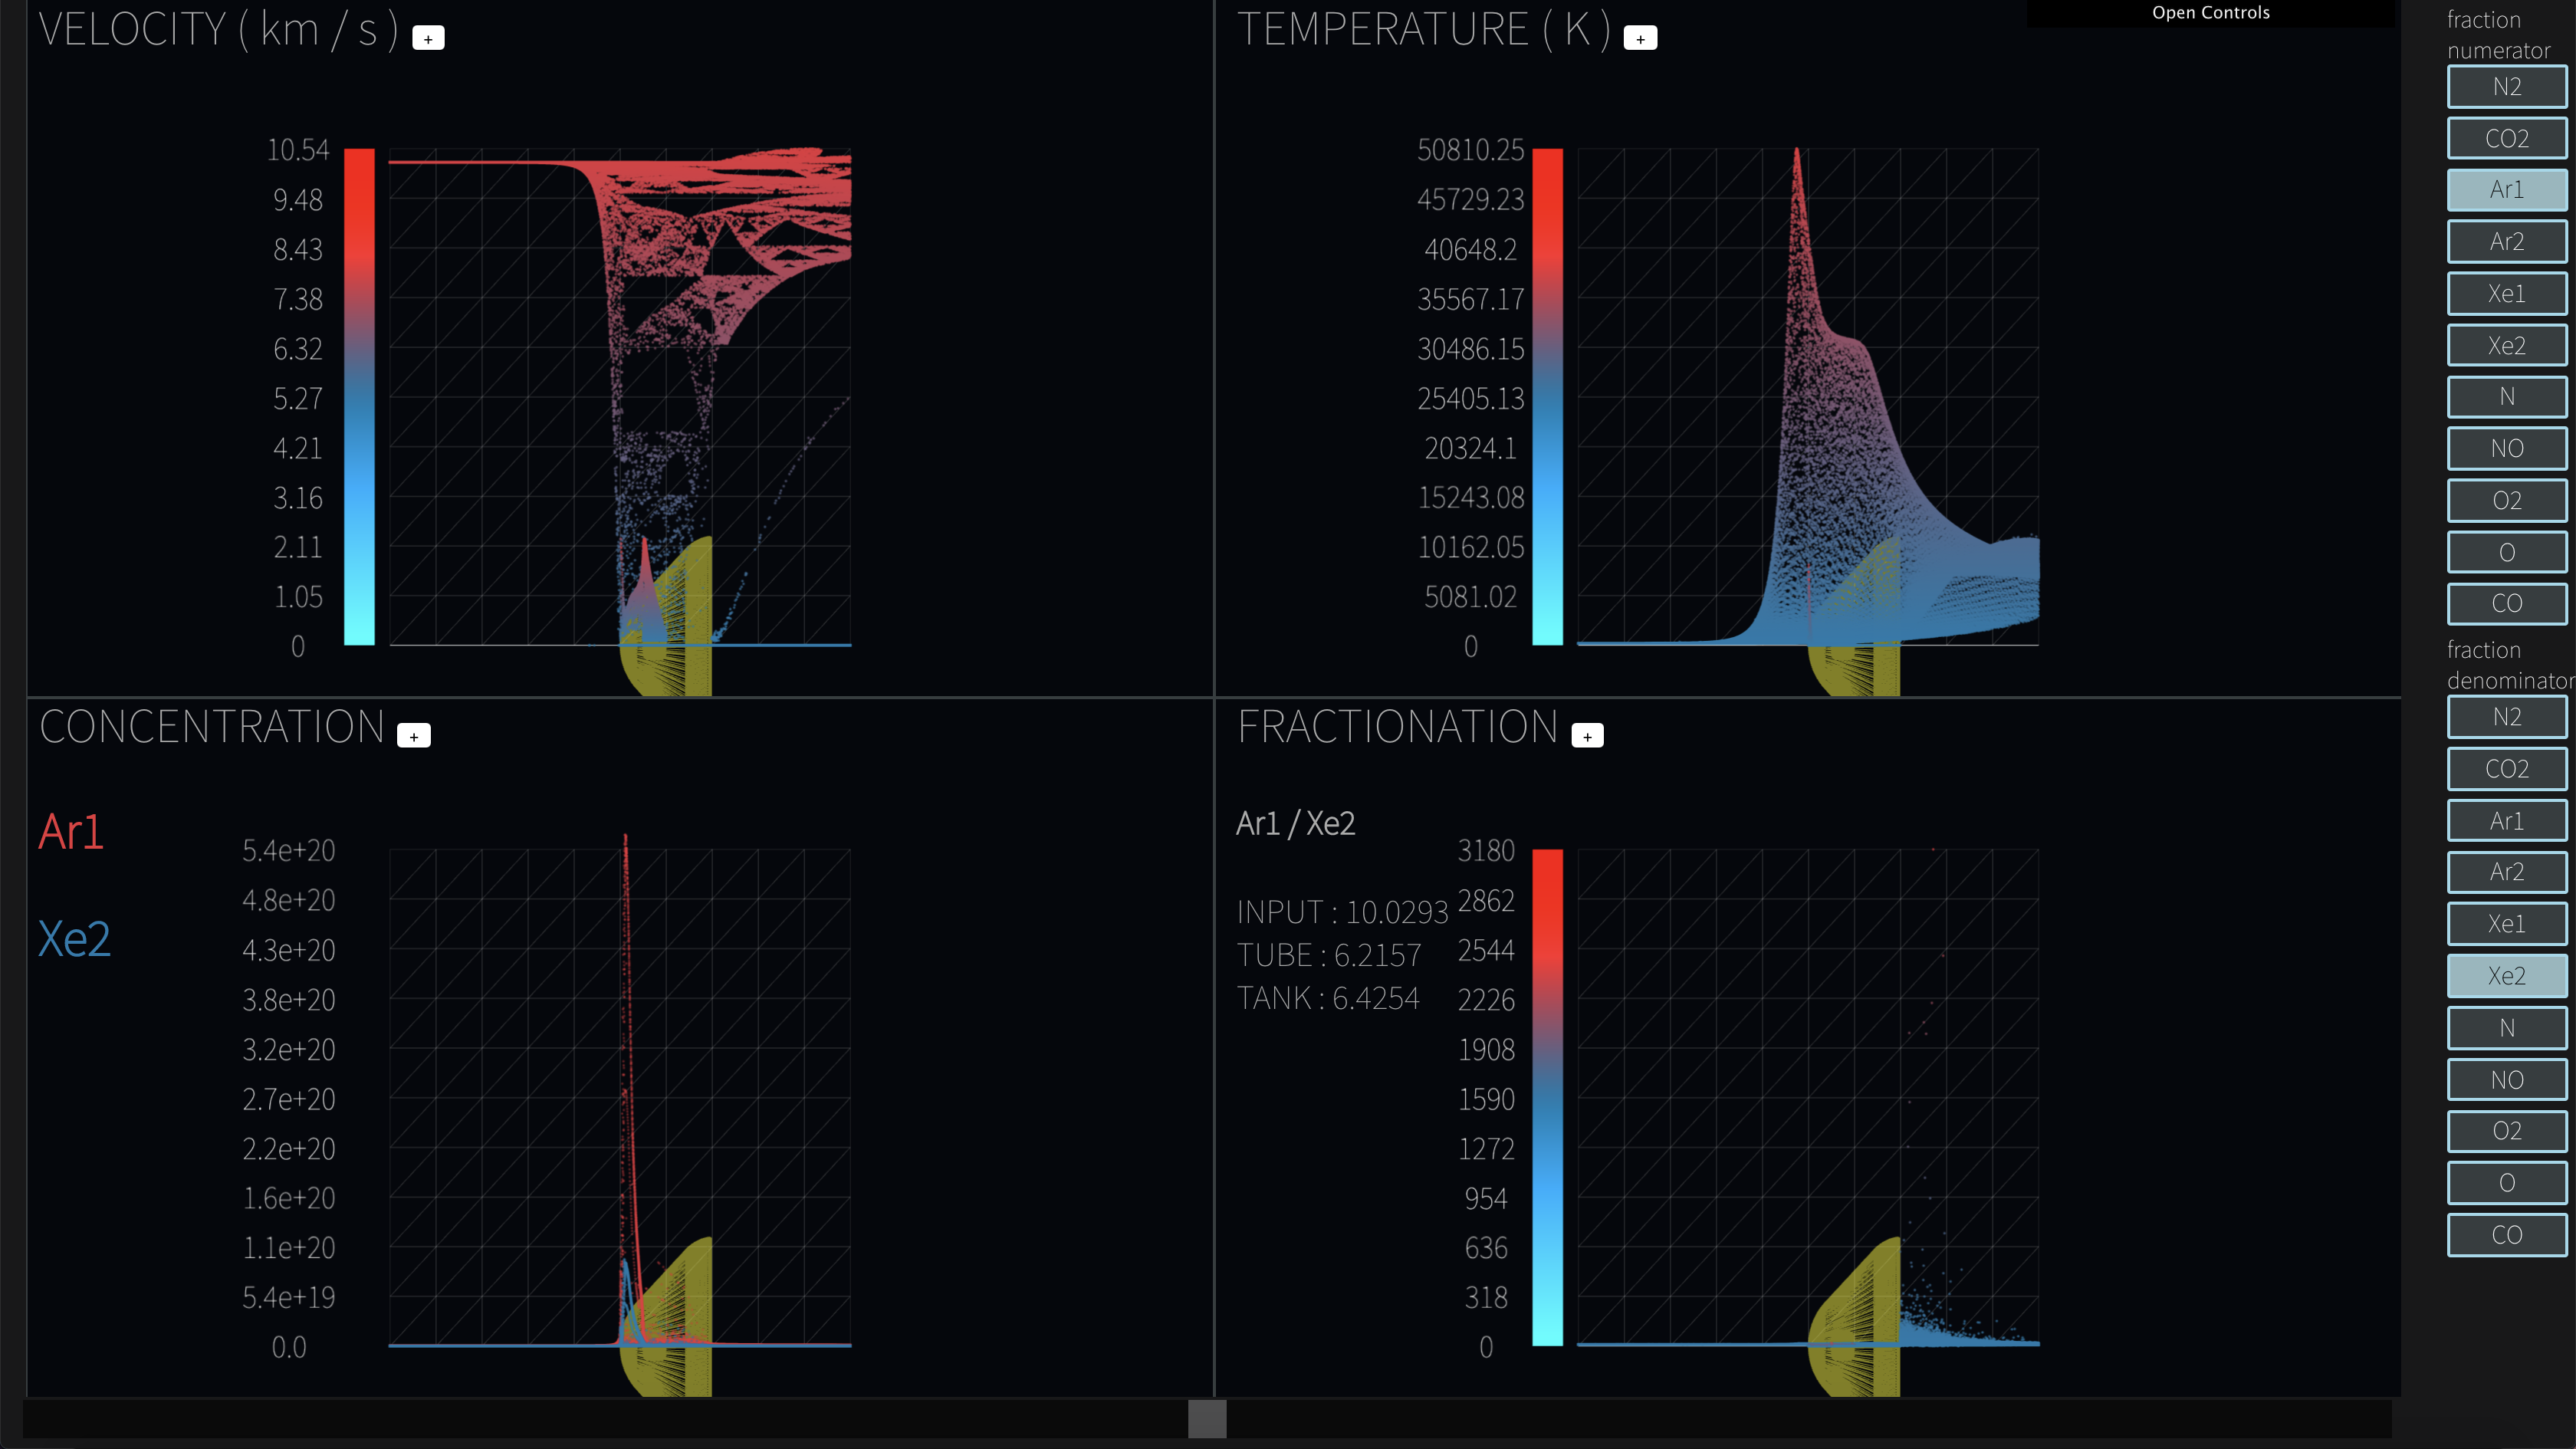 VELOCITY ( km / s ) +
10.54
9.48
8.43
7.38
6.32
5.27
4.21
3.16
2.11
1.05
0
TEMPERATURE ( K ) +
Open Controls
50810.25
45729.23
40648.2
35567.17
30486.15
25405.13
20324.1
15243.08
10162.05
5081.02
0
CONCENTRATION +
Ar1
Xe2
5.4e+20
4.8e+20
4.3e+20
3.8e+20
3.2e+20
2.7e+20
2.2e+20
1.6e+20
1.1e+20
5.4e+19
0.0
FRACTIONATION +
Ar1 / Xe2
INPUT : 10.0293
TUBE : 6.2157
TANK : 6.4254
3180
2862
2544
2226
1908
1590
1272
954
636
318
0
fraction
numerator
N2
CO2
Ar1
Ar2
Xe1
Xe2
N
NO
O2
O
CO
fraction
denominator
N2
CO2
Ar1
Ar2
Xe1
Xe2
N
NO
O2
O
CO